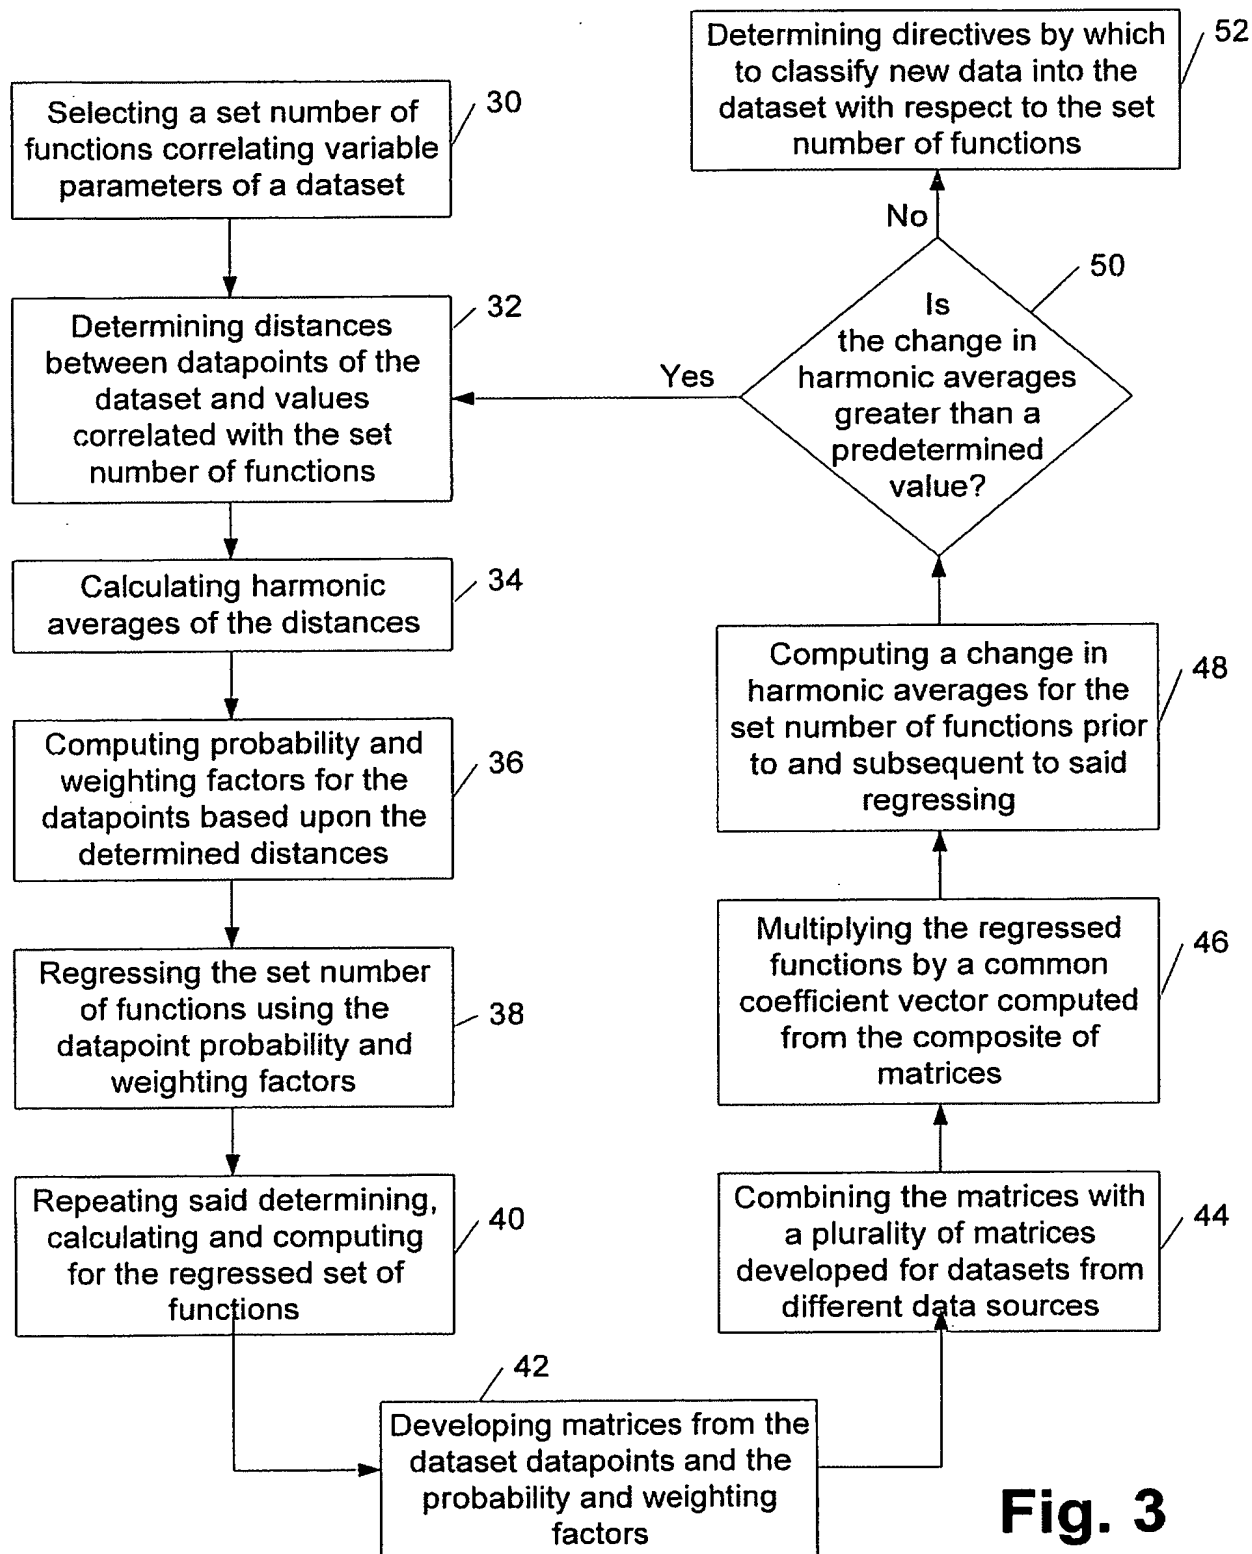 Selecting a set number of
functions correlating variable
parameters of a dataset
30
Determining distances
between datapoints of the
dataset and values
correlated with the set
number of functions
32
Calculating harmonic
averages of the distances
34
Computing probability and
weighting factors for the
datapoints based upon the
determined distances
36
Regressing the set number
of functions using the
datapoint probability and
weighting factors
38
Repeating said determining,
calculating and computing
for the regressed set of
functions
40
42
Developing matrices from the
dataset datapoints and the
probability and weighting
factors
Combining the matrices with
a plurality of matrices
developed for datasets from
different data sources
44
Multiplying the regressed
functions by a common
coefficient vector computed
from the composite of
matrices
46
Computing a change in
harmonic averages for the
set number of functions prior
to and subsequent to said
regressing
48
Is
the change in
harmonic averages
greater than a
predetermined
value?
50
Yes
No
Determining directives by which
to classify new data into the
dataset with respect to the set
number of functions
52
Fig. 3